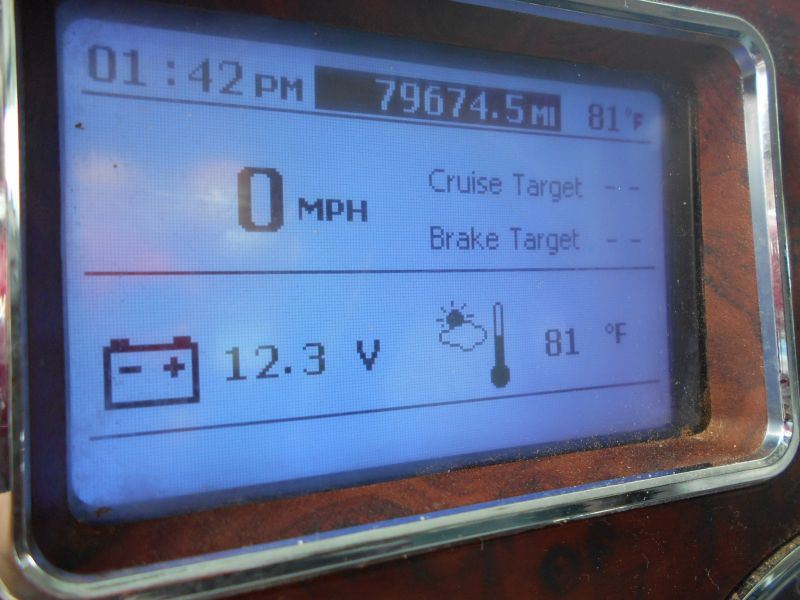 01:42 PM 79674.5 MI 81 °F
0 MPH
Cruise Target - -
Brake Target - -
- + 12.3 V 81 °F